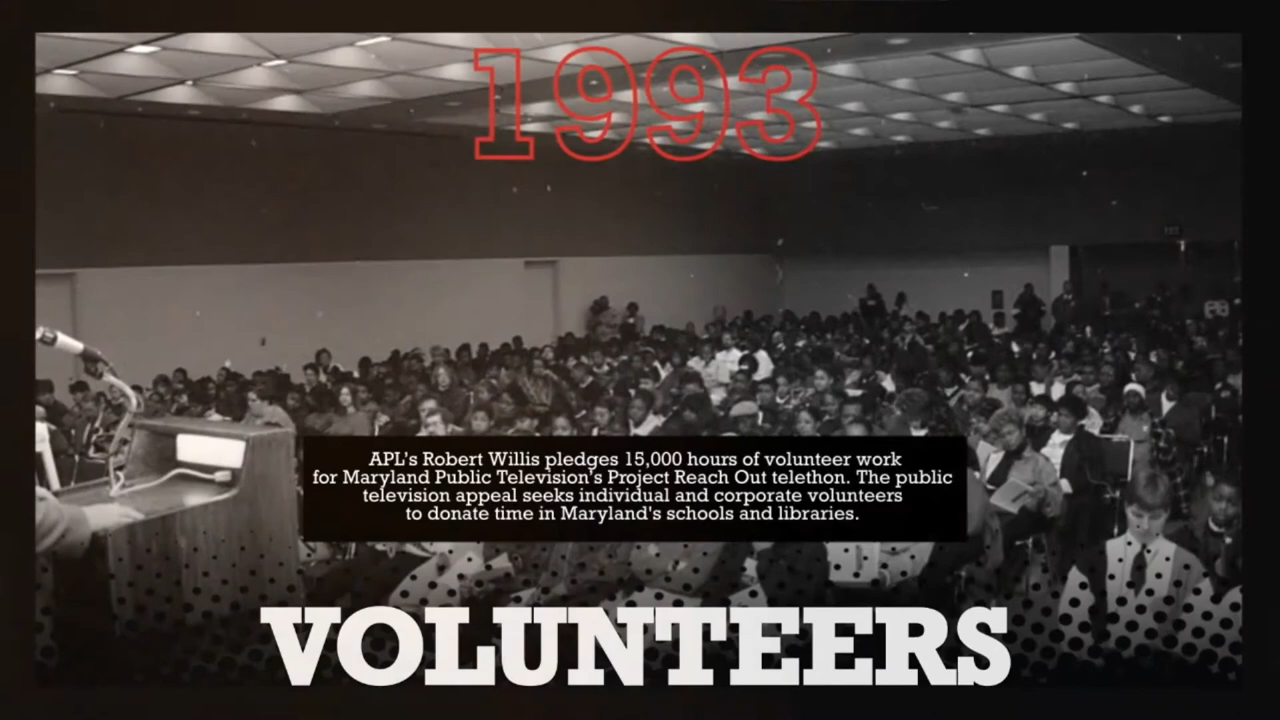 1993
APL's Robert Willis pledges 15,000 hours of volunteer work
for Maryland Public Television's Project Reach Out telethon. The public
television appeal seeks individual and corporate volunteers
to donate time in Maryland's schools and libraries.
VOLUNTEERS